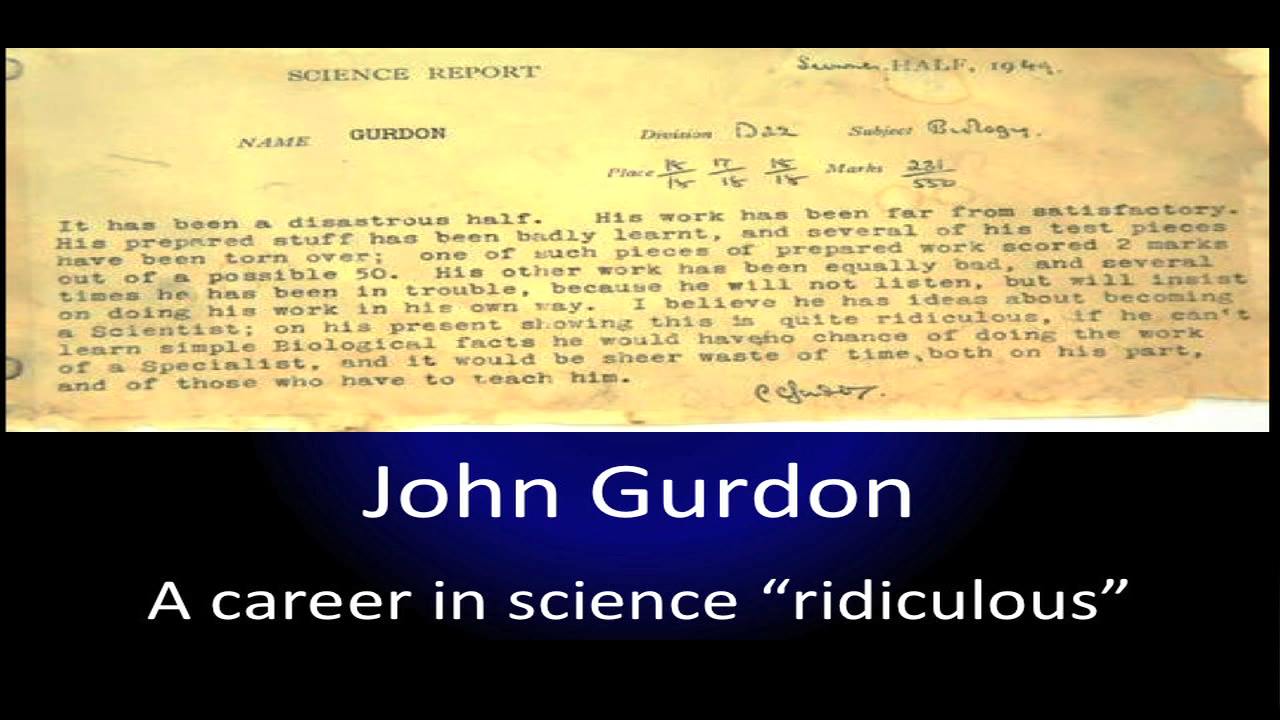 SCIENCE REPORT Summer HALF, 1949.
NAME GURDON Division D22 Subject Biology.
Place 18/18 17/18 18/18 Marks 231/550
It has been a disastrous half. His work has been far from satisfactory.
His prepared stuff has been badly learnt, and several of his test pieces
have been torn over; one of such pieces of prepared work scored 2 marks
out of a possible 50. His other work has been equally bad, and several
times he has been in trouble, because he will not listen, but will insist
on doing his work in his own way. I believe he has ideas about becoming
a Scientist; on his present showing this is quite ridiculous, if he can't
learn simple Biological facts he would have no chance of doing the work
of a Specialist, and it would be sheer waste of time, both on his part,
and of those who have to teach him.
John Gurdon
A career in science “ridiculous”